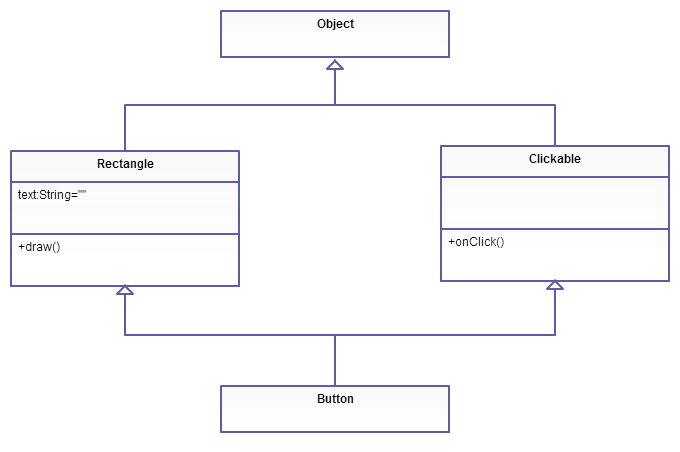 Object
Rectangle
text:String=""
+draw()
Clickable
+onClick()
Button